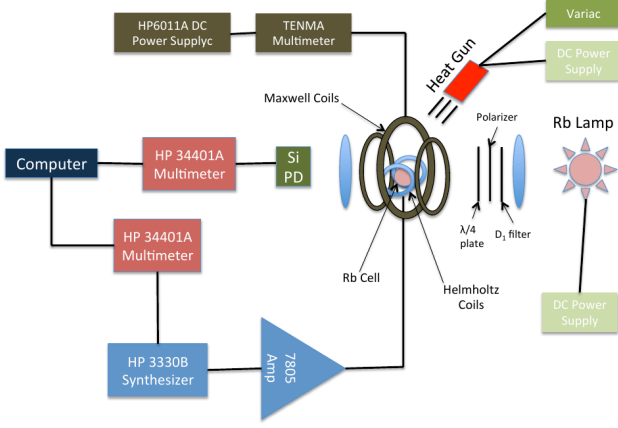 HP6011A DC
Power Supplyc
TENMA
Multimeter
Variac
DC Power
Supply
Heat Gun
Maxwell Coils
Polarizer
Rb Lamp
Computer
HP 34401A
Multimeter
Si
PD
λ/4
plate
D₁ filter
HP 34401A
Multimeter
Rb Cell
Helmholtz
Coils
DC Power
Supply
HP 3330B
Synthesizer
7805
Amp